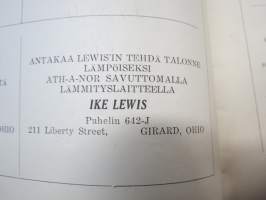 ANTAKAA LEWIS'IN TEHDÄ TALONNE
LÄMPÖISEKSI
ATH-A-NOR SAVUTTOMALLA
LÄMMITYSLAITTEELLA
IKE LEWIS
Puhelin 642-J
211 Liberty Street, GIRARD, OHIO
OHIO